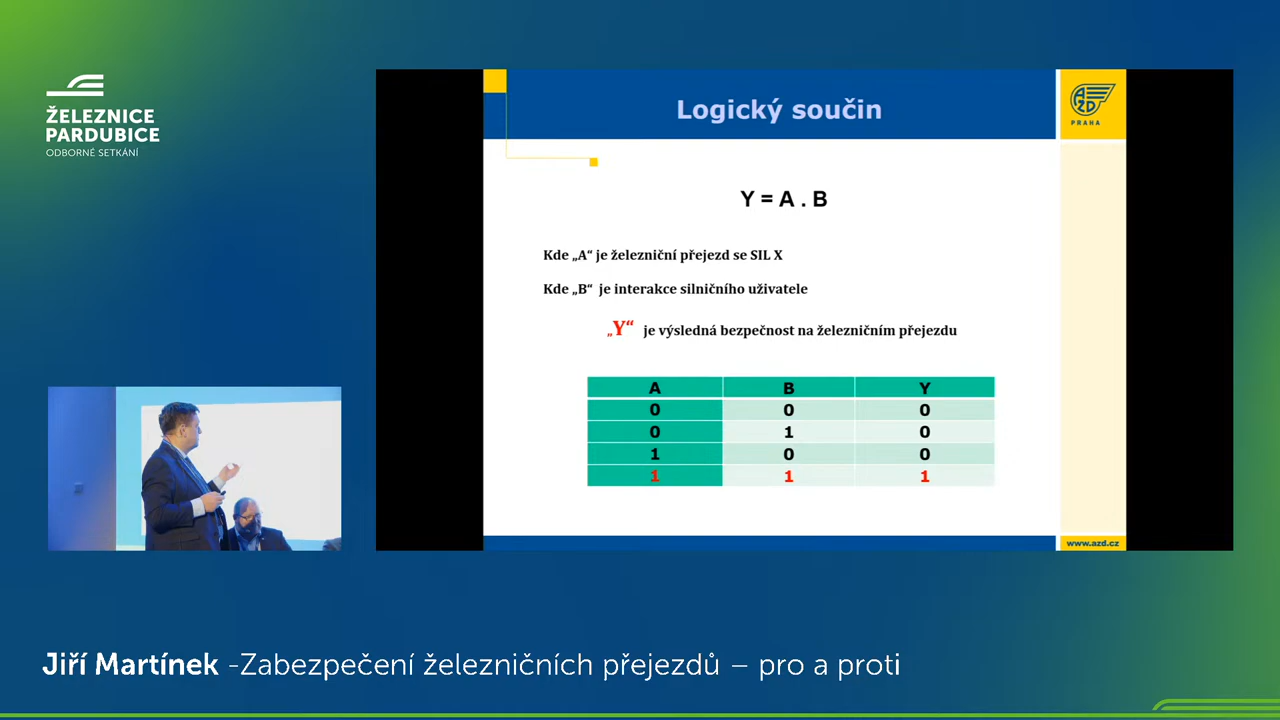 ŽELEZNICE
PARDUBICE
ODBORNÉ SETKÁNÍ
Logický součin
AŽD
PRAHA
Y = A . B
Kde „A“ je železniční přejezd se SIL X
Kde „B“ je interakce silničního uživatele
„Y“ je výsledná bezpečnost na železničním přejezdu
A B Y
0 0 0
0 1 0
1 0 0
1 1 1
www.azd.cz
Jiří Martínek -Zabezpečení železničních přejezdů – pro a proti